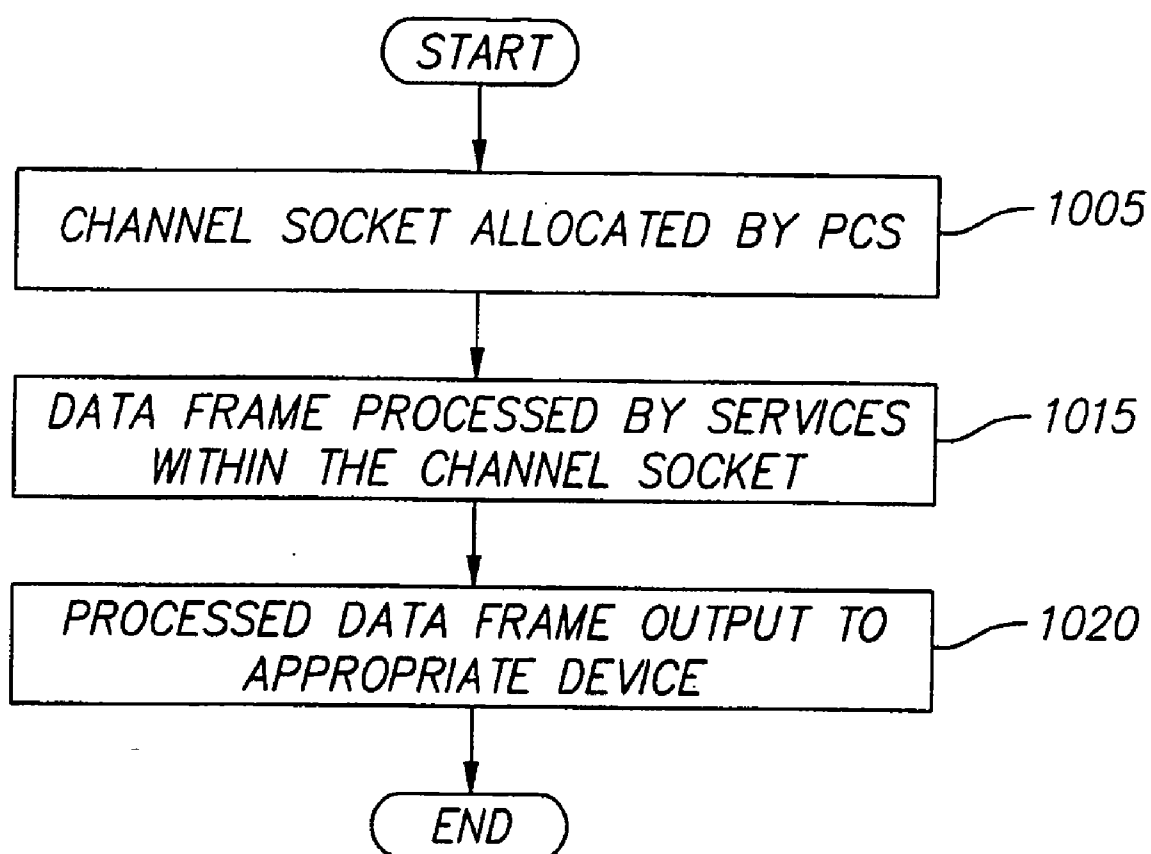 START
CHANNEL SOCKET ALLOCATED BY PCS
1005
DATA FRAME PROCESSED BY SERVICES
WITHIN THE CHANNEL SOCKET
1015
PROCESSED DATA FRAME OUTPUT TO
APPROPRIATE DEVICE
1020
END